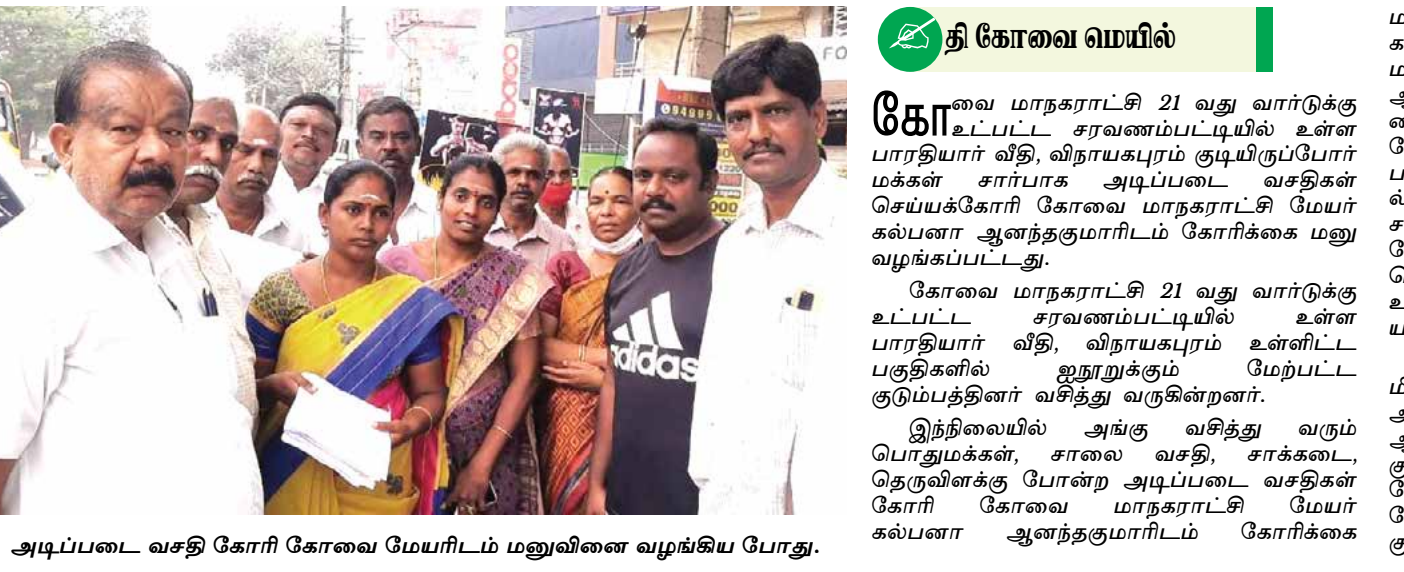 baco
FO
98499
000
adidas
அடிப்படை வசதி கோரி கோவை மேயரிடம் மனுவினை வழங்கிய போது.
தி கோவை மெயில்
கோவை மாநகராட்சி 21 வது வார்டுக்கு
உட்பட்ட சரவணம்பட்டியில் உள்ள
பாரதியார் வீதி, விநாயகபுரம் குடியிருப்போர்
மக்கள் சார்பாக அடிப்படை வசதிகள்
செய்யக்கோரி கோவை மாநகராட்சி மேயர்
கல்பனா ஆனந்தகுமாரிடம் கோரிக்கை மனு
வழங்கப்பட்டது.
கோவை மாநகராட்சி 21 வது வார்டுக்கு
உட்பட்ட சரவணம்பட்டியில் உள்ள
பாரதியார் வீதி, விநாயகபுரம் உள்ளிட்ட
பகுதிகளில் ஐநூறுக்கும் மேற்பட்ட
குடும்பத்தினர் வசித்து வருகின்றனர்.
இந்நிலையில் அங்கு வசித்து வரும்
பொதுமக்கள், சாலை வசதி, சாக்கடை,
தெருவிளக்கு போன்ற அடிப்படை வசதிகள்
கோரி கோவை மாநகராட்சி மேயர்
கல்பனா ஆனந்தகுமாரிடம் கோரிக்கை